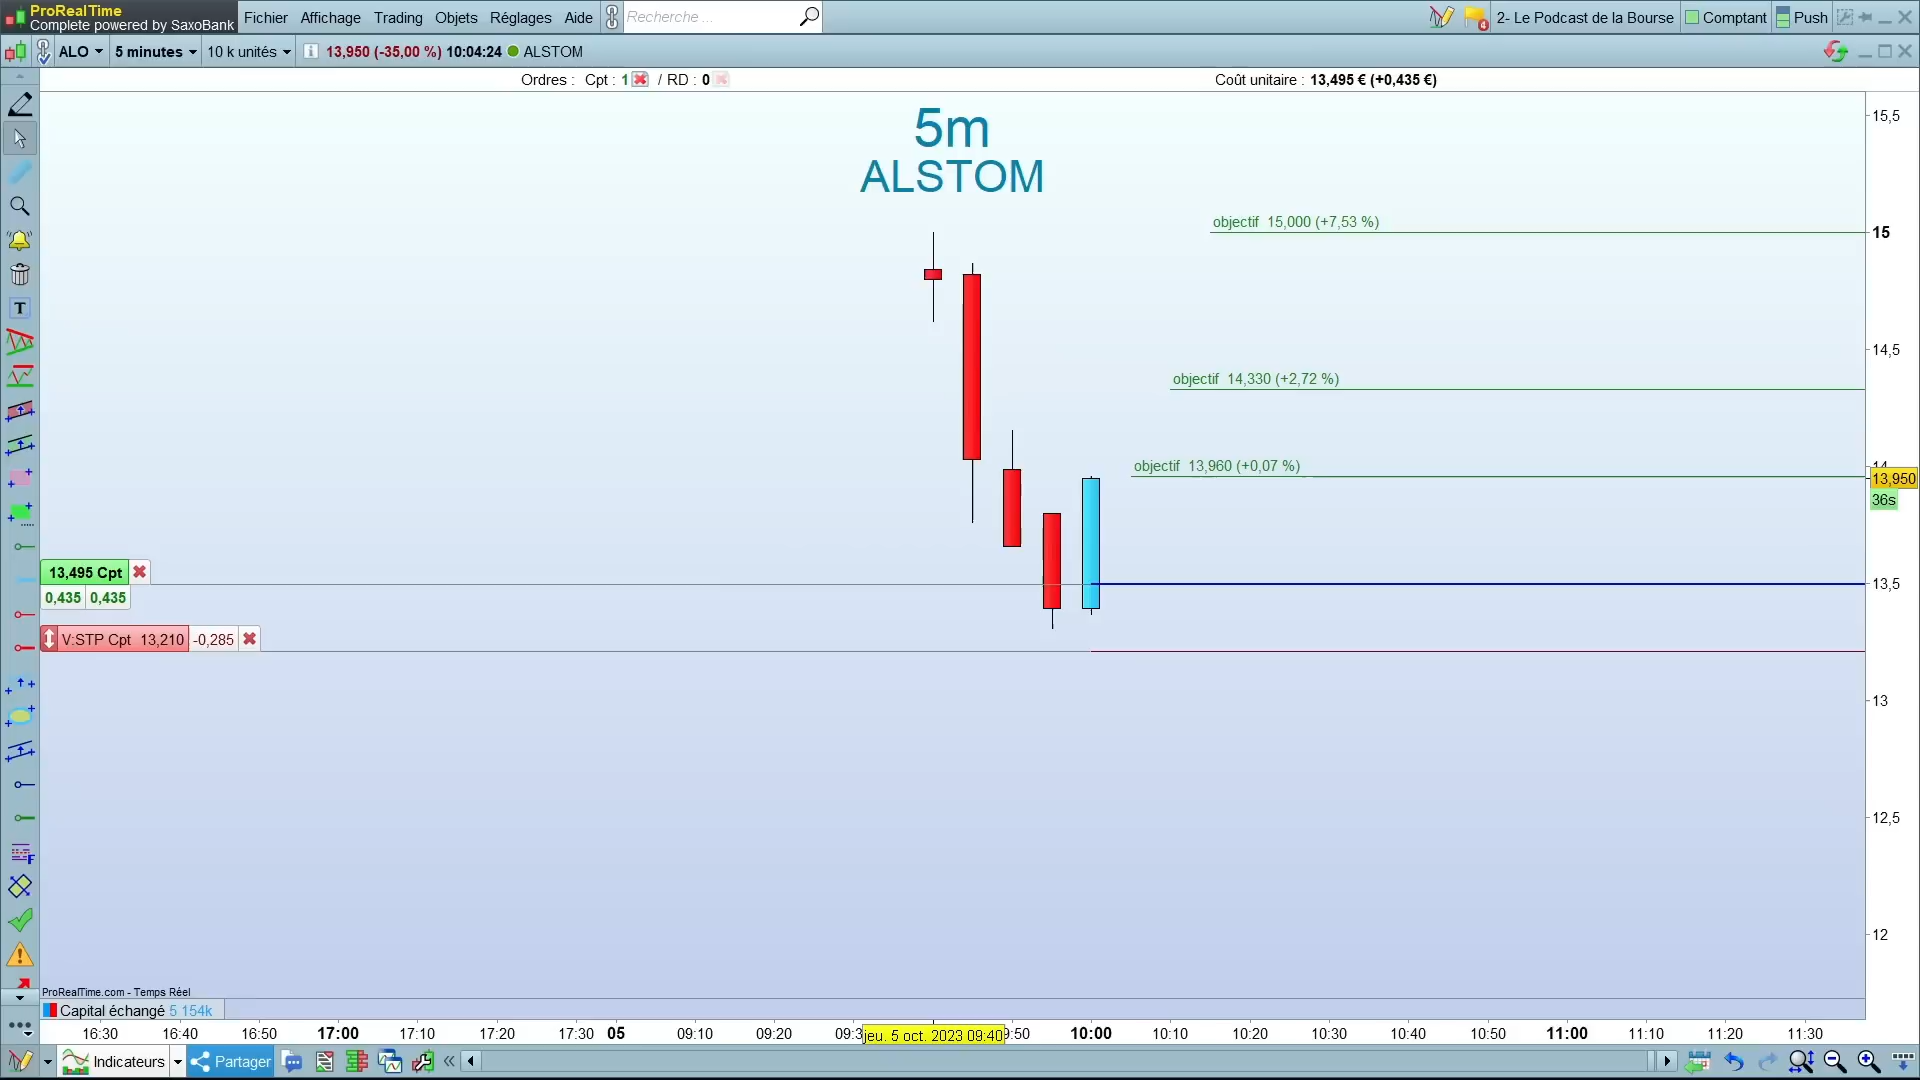 ProRealTime
Complete powered by SaxoBank
Fichier Affichage Trading Objets Réglages Aide Recherche ... 4 2- Le Podcast de la Bourse Comptant Push
ALO 5 minutes 10 k unités 13,950 (-35,00 %) 10:04:24 ALSTOM
Ordres : Cpt : 1 / RD : 0 Coût unitaire : 13,495 € (+0,435 €)
5m
ALSTOM
15,5
objectif 15,000 (+7,53 %)
15
14,5
objectif 14,330 (+2,72 %)
objectif 13,960 (+0,07 %)
14
13,950
36s
13,495 Cpt
13,5
0,435 0,435
V:STP Cpt 13,210 -0,285
13
12,5
12
ProRealTime.com - Temps Réel
Capital échangé 5 154k
16:30 16:40 16:50 17:00 17:10 17:20 17:30 05 09:10 09:20 09:3 jeu. 5 oct. 2023 09:40 9:50 10:00 10:10 10:20 10:30 10:40 10:50 11:00 11:10 11:20 11:30
Indicateurs Partager